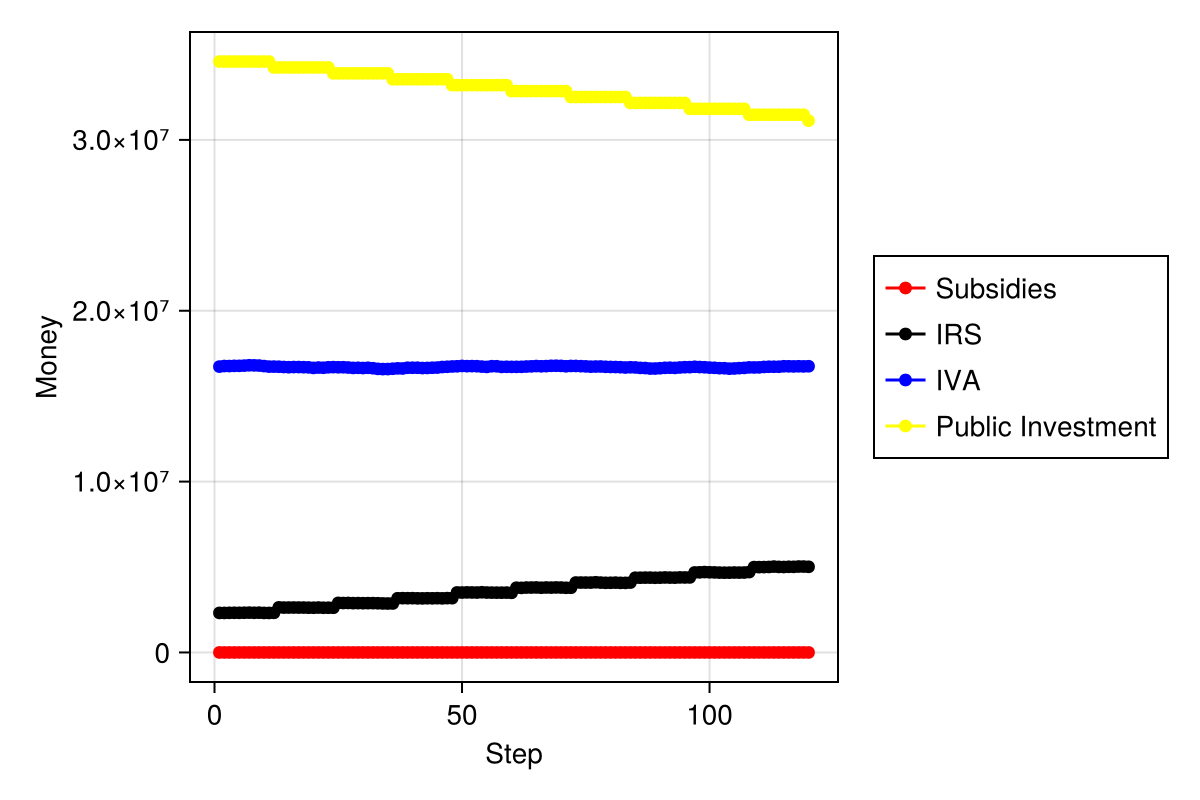 3.0×10⁷
2.0×10⁷
1.0×10⁷
0
Money
0
50
100
Step
Subsidies
IRS
IVA
Public Investment